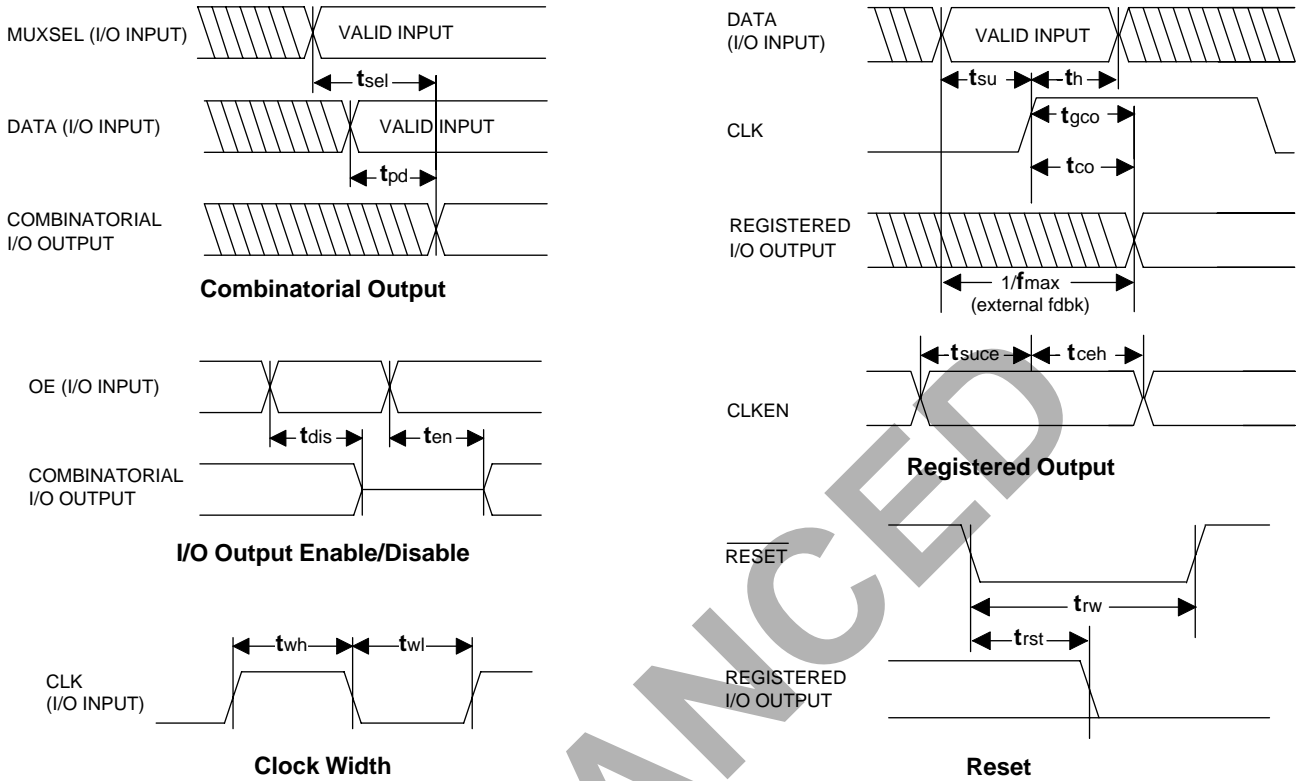 MUXSEL (I/O INPUT)
VALID INPUT
tsel
DATA (I/O INPUT)
VALID INPUT
tpd
COMBINATORIAL
I/O OUTPUT
Combinatorial Output
OE (I/O INPUT)
tdis
ten
COMBINATORIAL
I/O OUTPUT
I/O Output Enable/Disable
twh
twl
CLK
(I/O INPUT)
Clock Width
DATA
(I/O INPUT)
VALID INPUT
tsu
th
CLK
tgco
tco
REGISTERED
I/O OUTPUT
1/fmax
(external fdbk)
tsuce
tceh
CLKEN
Registered Output
RESET
trw
trst
REGISTERED
I/O OUTPUT
Reset
ANCED